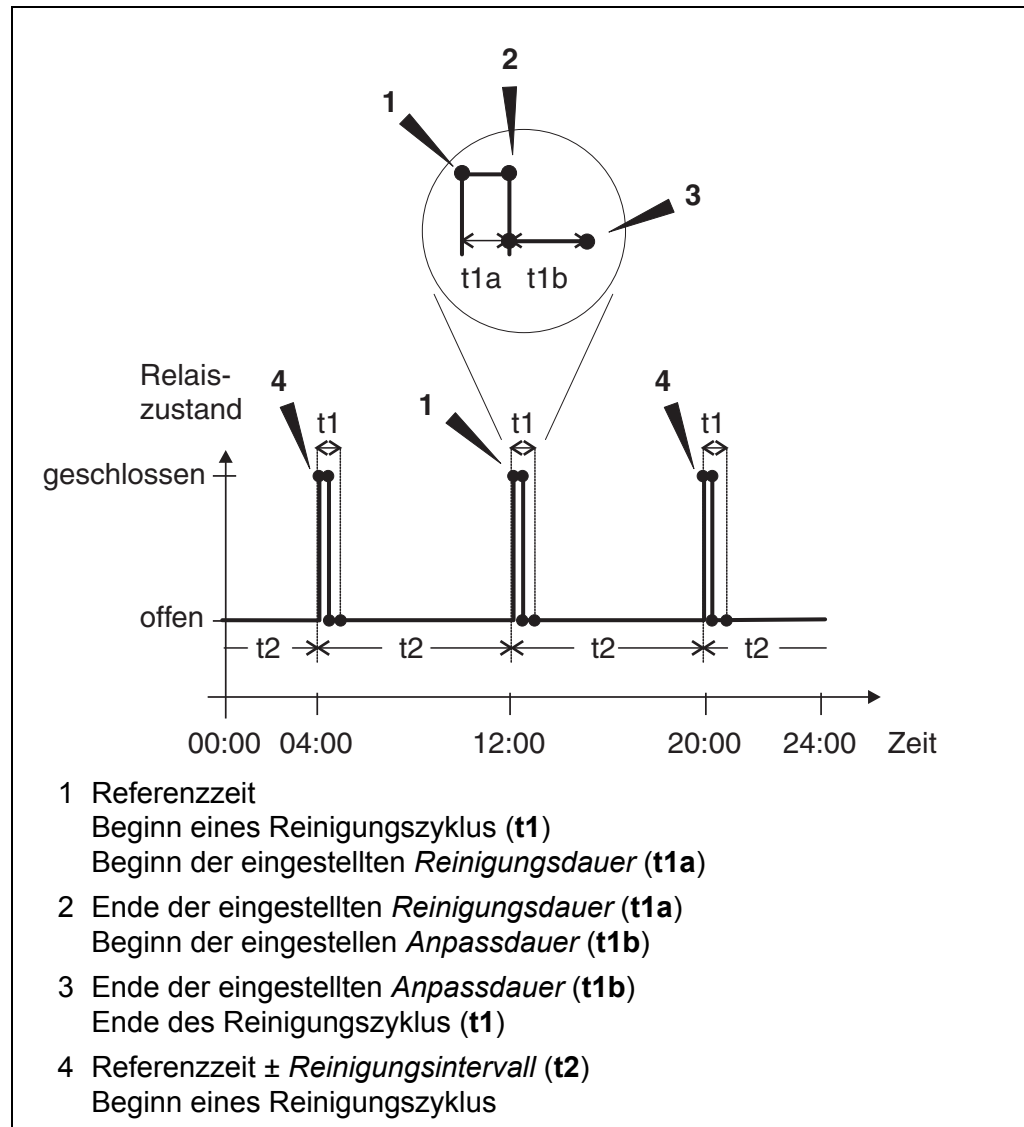 2
1
3
t1a t1b
Relais-
zustand
4
t1
1
t1
4
t1
geschlossen
offen
t2 t2 t2 t2
00:00 04:00 12:00 20:00 24:00 Zeit
1 Referenzzeit
Beginn eines Reinigungszyklus (t1)
Beginn der eingestellten Reinigungsdauer (t1a)
2 Ende der eingestellten Reinigungsdauer (t1a)
Beginn der eingestellen Anpassdauer (t1b)
3 Ende der eingestellten Anpassdauer (t1b)
Ende des Reinigungszyklus (t1)
4 Referenzzeit ± Reinigungsintervall (t2)
Beginn eines Reinigungszyklus